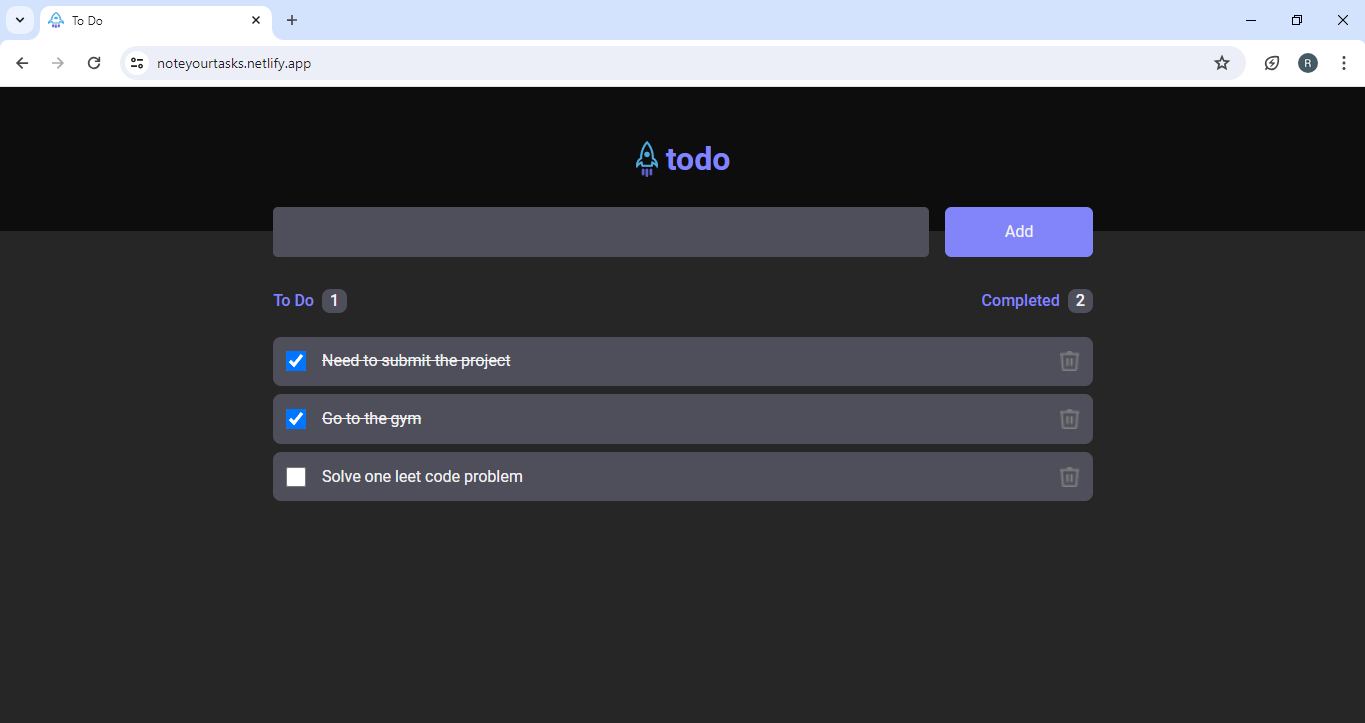 To Do
noteyourtasks.netlify.app
R
todo
Add
To Do 1
Completed 2
Need to submit the project
Go to the gym
Solve one leet code problem